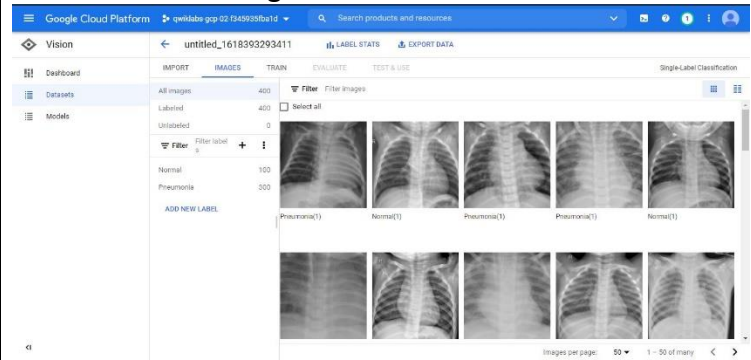 Google Cloud Platform
qwiklabs-gcp-02-f345935fba1d
Search products and resources
1
Vision
untitled_1618393293411
LABEL STATS
EXPORT DATA
Dashboard
Datasets
Models
IMPORT
IMAGES
TRAIN
EVALUATE
TEST & USE
Single-Label Classification
All images 400
Labeled 400
Unlabeled 0
Filter Filter labels
Normal 100
Pneumonia 300
ADD NEW LABEL
Filter Filter images
Select all
Pneumonia(1)
Normal(1)
Pneumonia(1)
Pneumonia(1)
Normal(1)
Images per page: 50
1 – 50 of many